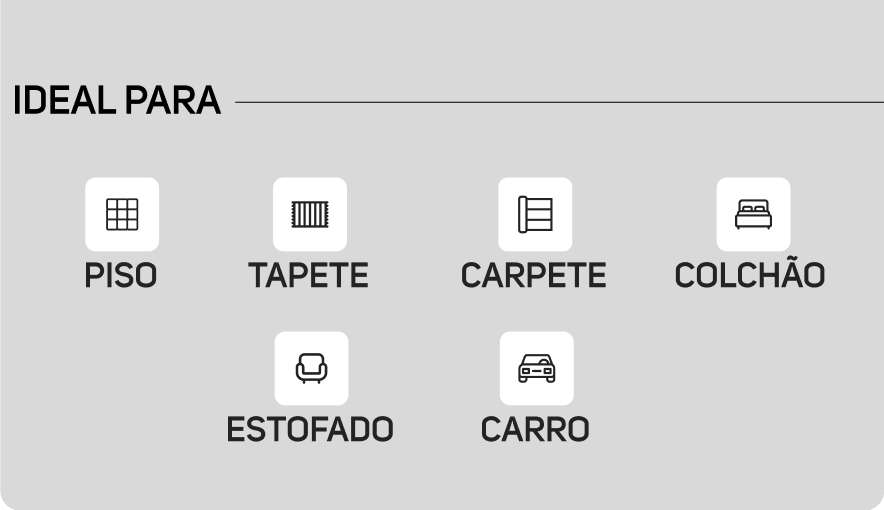 IDEAL PARA
PISO
TAPETE
CARPETE
COLCHÃO
ESTOFADO
CARRO